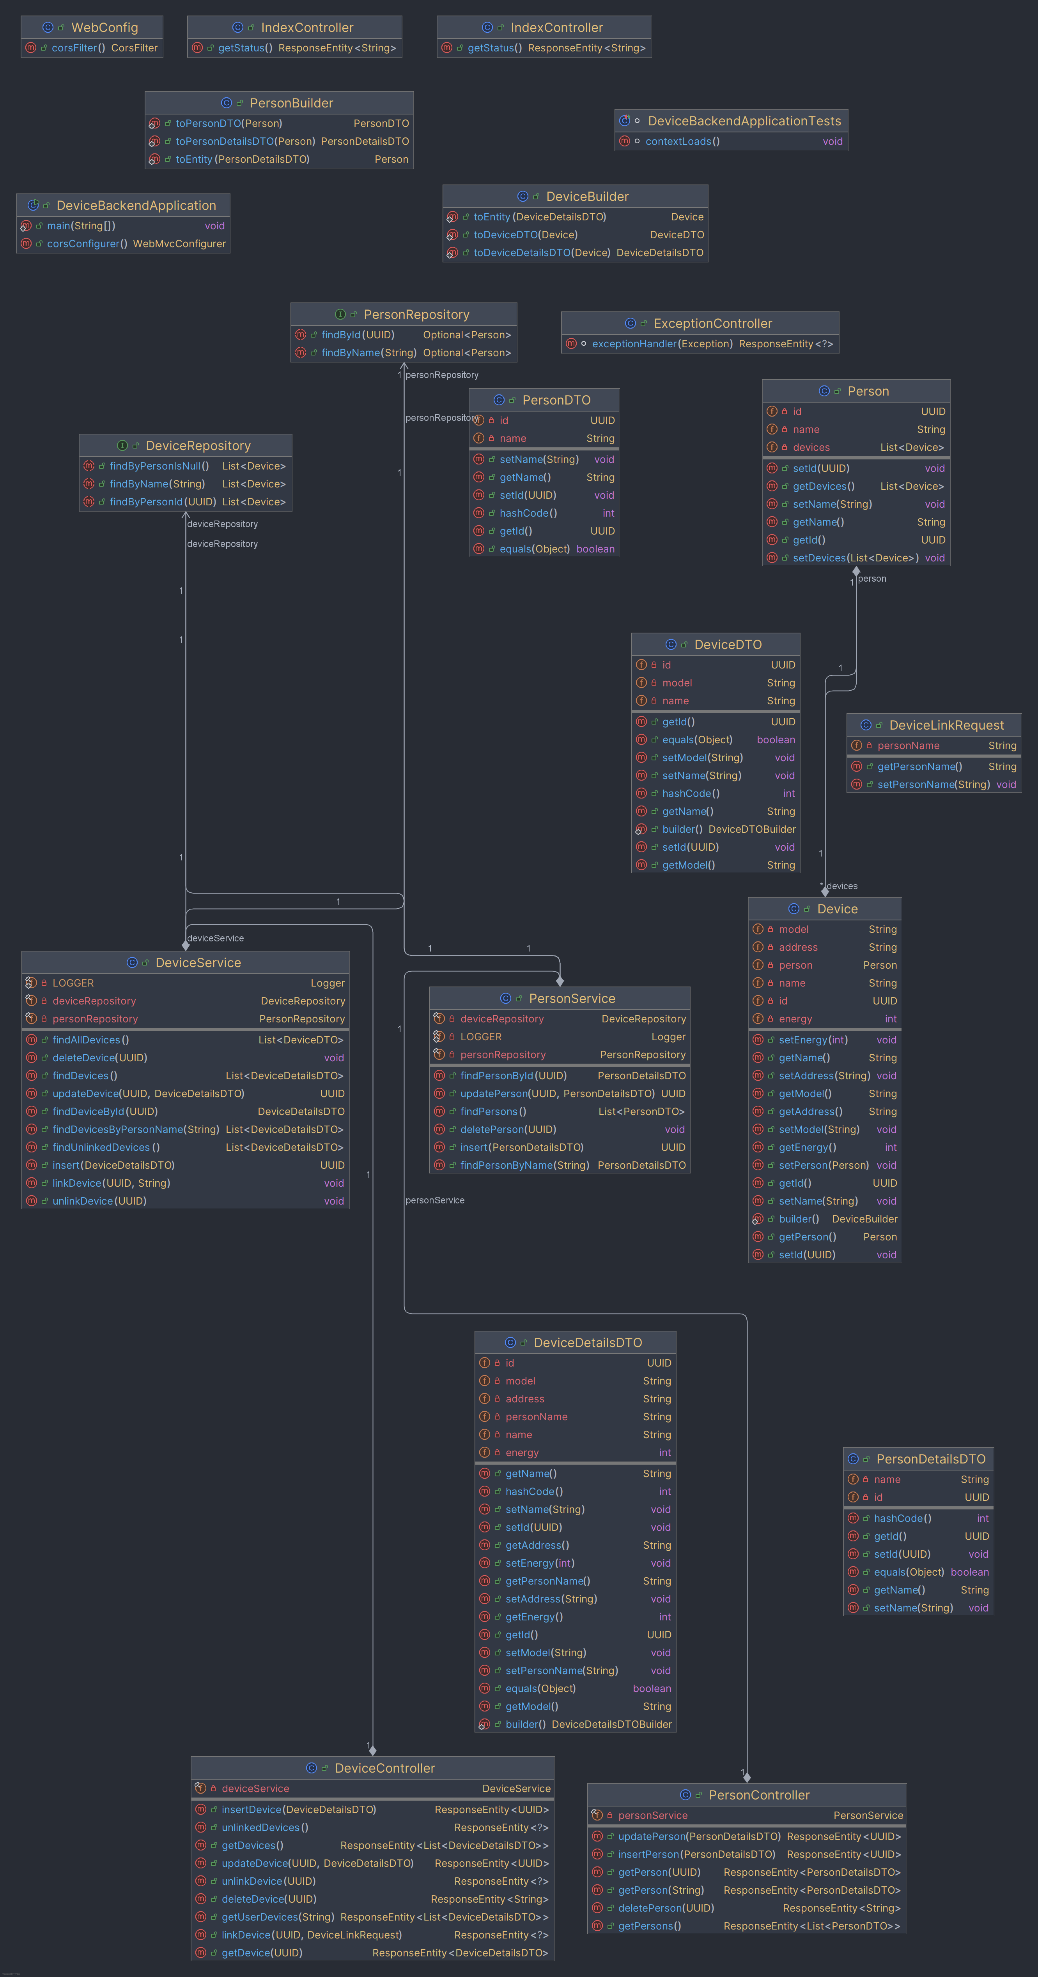 WebConfig
corsFilter() CorsFilter
IndexController
getStatus() ResponseEntity<String>
IndexController
getStatus() ResponseEntity<String>
PersonBuilder
toPersonDTO(Person) PersonDTO
toPersonDetailsDTO(Person) PersonDetailsDTO
toEntity(PersonDetailsDTO) Person
DeviceBackendApplicationTests
contextLoads() void
DeviceBackendApplication
main(String[]) void
corsConfigurer() WebMvcConfigurer
DeviceBuilder
toEntity(DeviceDetailsDTO) Device
toDeviceDTO(Device) DeviceDTO
toDeviceDetailsDTO(Device) DeviceDetailsDTO
PersonRepository
findById(UUID) Optional<Person>
findByName(String) Optional<Person>
ExceptionController
exceptionHandler(Exception) ResponseEntity<?>
1 personRepository
personRepository
1
PersonDTO
id UUID
name String
setName(String) void
getName() String
setId(UUID) void
hashCode() int
getId() UUID
equals(Object) boolean
Person
id UUID
name String
devices List<Device>
setId(UUID) void
getDevices() List<Device>
setName(String) void
getName() String
getId() UUID
setDevices(List<Device>) void
1 person
1
DeviceRepository
findByPersonIsNull() List<Device>
findByName(String) List<Device>
findByPersonId(UUID) List<Device>
deviceRepository
deviceRepository
1
1
1
1
DeviceDTO
id UUID
model String
name String
getId() UUID
equals(Object) boolean
setModel(String) void
setName(String) void
hashCode() int
getName() String
builder() DeviceDTOBuilder
setId(UUID) void
getModel() String
DeviceLinkRequest
personName String
getPersonName() String
setPersonName(String) void
1
* devices
Device
model String
address String
person Person
name String
id UUID
energy int
setEnergy(int) void
getName() String
setAddress(String) void
getModel() String
getAddress() String
setModel(String) void
getEnergy() int
setPerson(Person) void
getId() UUID
setName(String) void
builder() DeviceBuilder
getPerson() Person
setId(UUID) void
deviceService
DeviceService
LOGGER Logger
deviceRepository DeviceRepository
personRepository PersonRepository
findAllDevices() List<DeviceDTO>
deleteDevice(UUID) void
findDevices() List<DeviceDetailsDTO>
updateDevice(UUID, DeviceDetailsDTO) UUID
findDeviceById(UUID) DeviceDetailsDTO
findDevicesByPersonName(String) List<DeviceDetailsDTO>
findUnlinkedDevices() List<DeviceDetailsDTO>
insert(DeviceDetailsDTO) UUID
linkDevice(UUID, String) void
unlinkDevice(UUID) void
1
1 1
1
PersonService
deviceRepository DeviceRepository
LOGGER Logger
personRepository PersonRepository
findPersonById(UUID) PersonDetailsDTO
updatePerson(UUID, PersonDetailsDTO) UUID
findPersons() List<PersonDTO>
deletePerson(UUID) void
insert(PersonDetailsDTO) UUID
findPersonByName(String) PersonDetailsDTO
personService
DeviceDetailsDTO
id UUID
model String
address String
personName String
name String
energy int
getName() String
hashCode() int
setName(String) void
setId(UUID) void
getAddress() String
setEnergy(int) void
getPersonName() String
setAddress(String) void
getEnergy() int
getId() UUID
setModel(String) void
setPersonName(String) void
equals(Object) boolean
getModel() String
builder() DeviceDetailsDTOBuilder
PersonDetailsDTO
name String
id UUID
hashCode() int
getId() UUID
setId(UUID) void
equals(Object) boolean
getName() String
setName(String) void
1
DeviceController
deviceService DeviceService
insertDevice(DeviceDetailsDTO) ResponseEntity<UUID>
unlinkedDevices() ResponseEntity<?>
getDevices() ResponseEntity<List<DeviceDetailsDTO>>
updateDevice(UUID, DeviceDetailsDTO) ResponseEntity<UUID>
unlinkDevice(UUID) ResponseEntity<?>
deleteDevice(UUID) ResponseEntity<String>
getUserDevices(String) ResponseEntity<List<DeviceDetailsDTO>>
linkDevice(UUID, DeviceLinkRequest) ResponseEntity<?>
getDevice(UUID) ResponseEntity<DeviceDetailsDTO>
1
PersonController
personService PersonService
updatePerson(PersonDetailsDTO) ResponseEntity<UUID>
insertPerson(PersonDetailsDTO) ResponseEntity<UUID>
getPerson(UUID) ResponseEntity<PersonDetailsDTO>
getPerson(String) ResponseEntity<PersonDetailsDTO>
deletePerson(UUID) ResponseEntity<String>
getPersons() ResponseEntity<List<PersonDTO>>